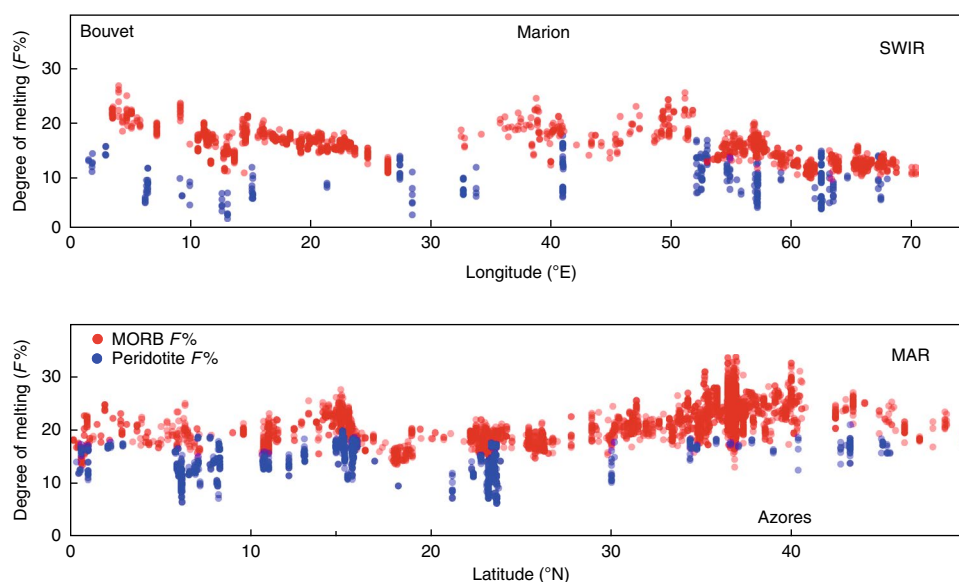 Bouvet
Marion
SWIR
Degree of melting (F%)
30
20
10
0
0
10
20
30
40
50
60
70
Longitude (°E)
MORB F%
Peridotite F%
MAR
Degree of melting (F%)
30
20
10
0
Azores
0
10
20
30
40
Latitude (°N)